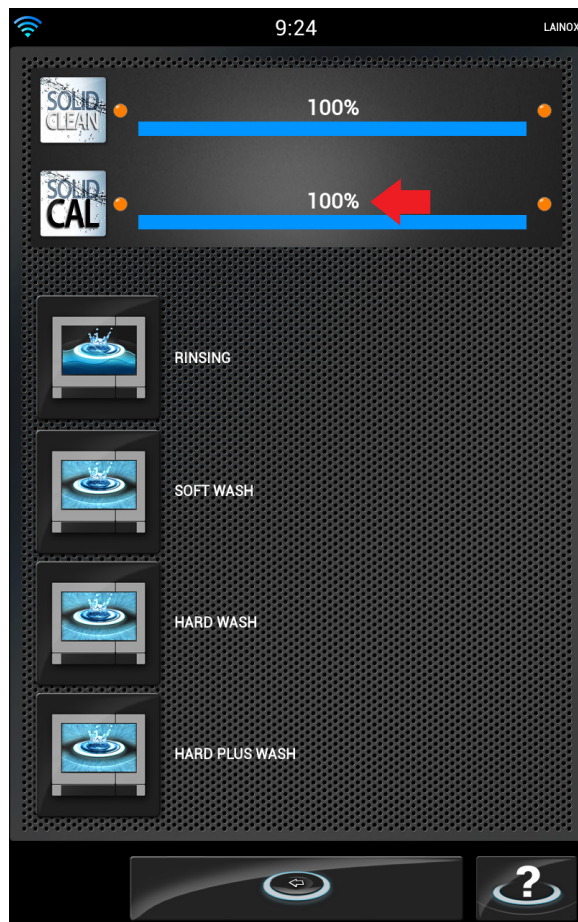 9:24
LAINOX
SOLID
CLEAN
100%
SOLID
CAL
100%
RINSING
SOFT WASH
HARD WASH
HARD PLUS WASH
?